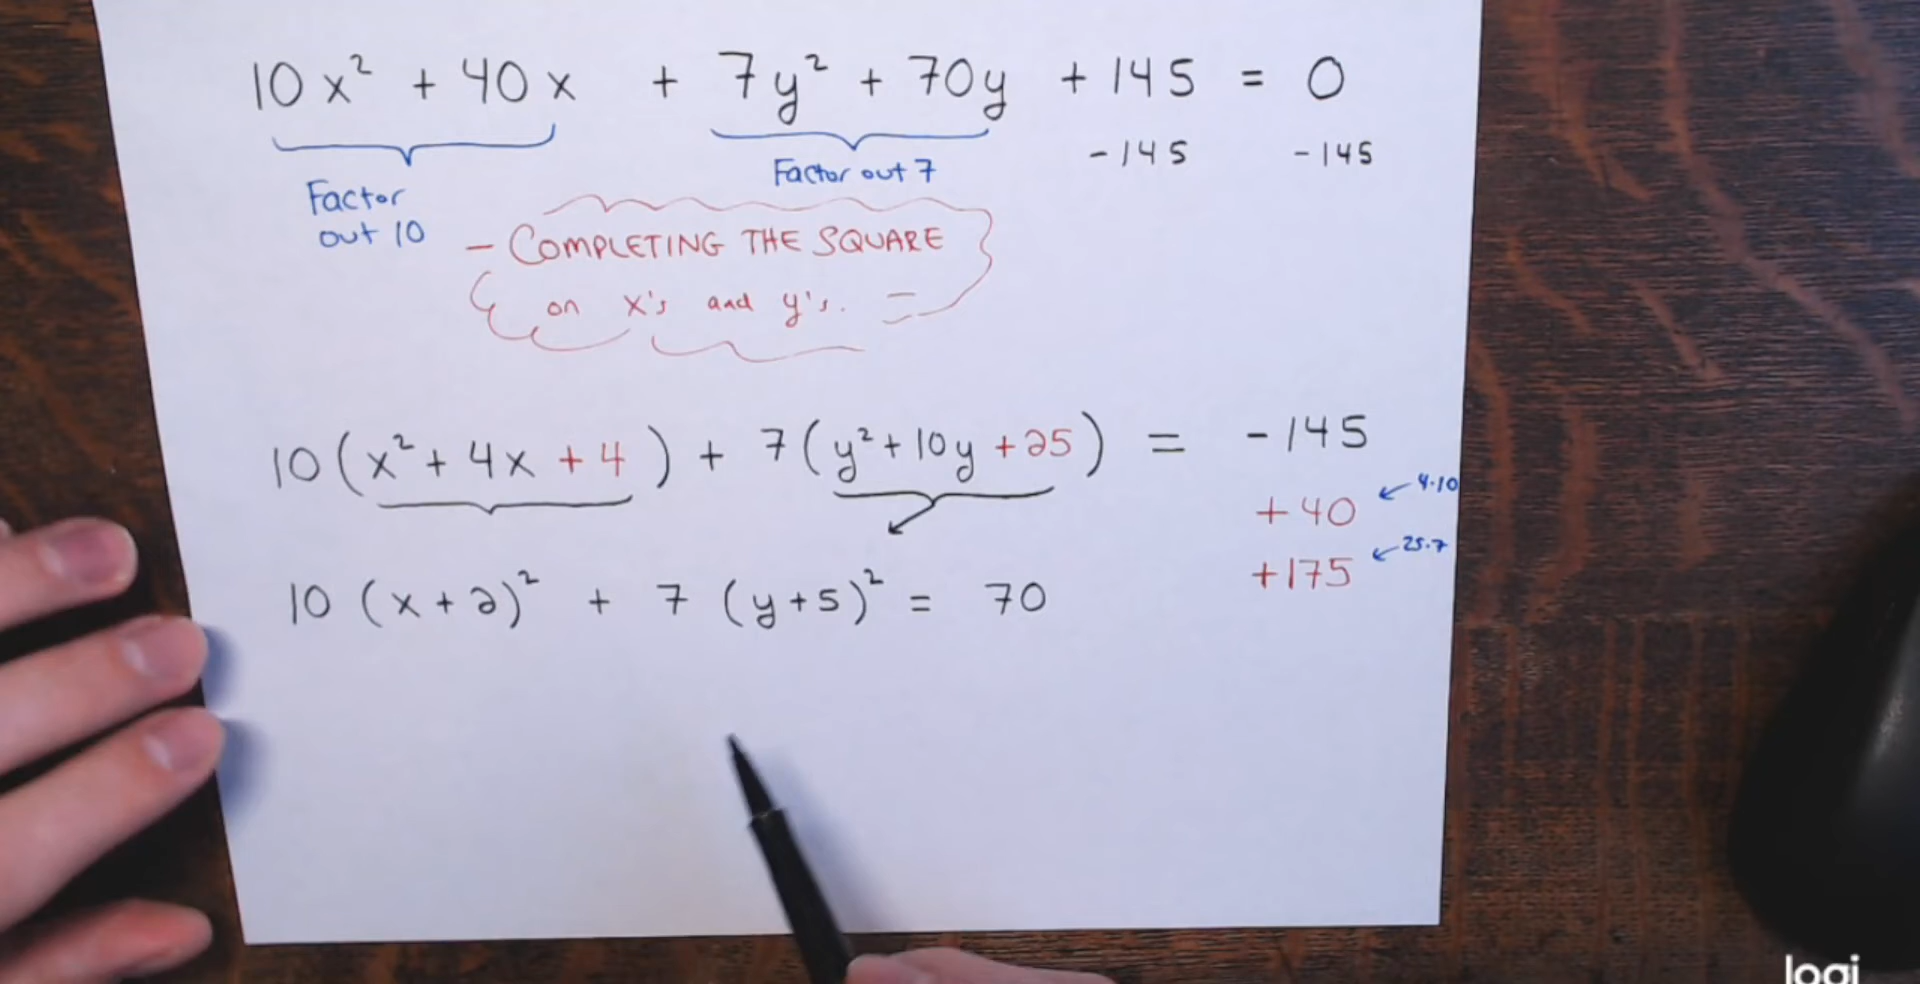 10x² + 40x + 7y² + 70y + 145 = 0
-145 -145
Factor out 10
Factor out 7
- COMPLETING THE SQUARE
on x's and y's.
10(x² + 4x + 4) + 7(y² + 10y + 25) = -145
+40 ← 4·10
+175 ← 25·7
10 (x + 2)² + 7 (y + 5)² = 70
logi